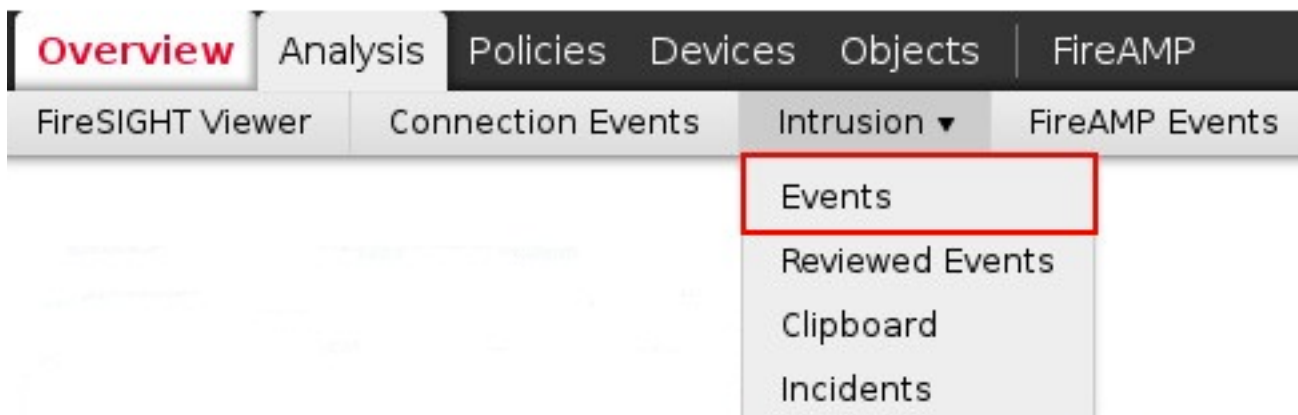 Overview Analysis Policies Devices Objects FireAMP
FireSIGHT Viewer Connection Events Intrusion ▾ FireAMP Events
Events
Reviewed Events
Clipboard
Incidents